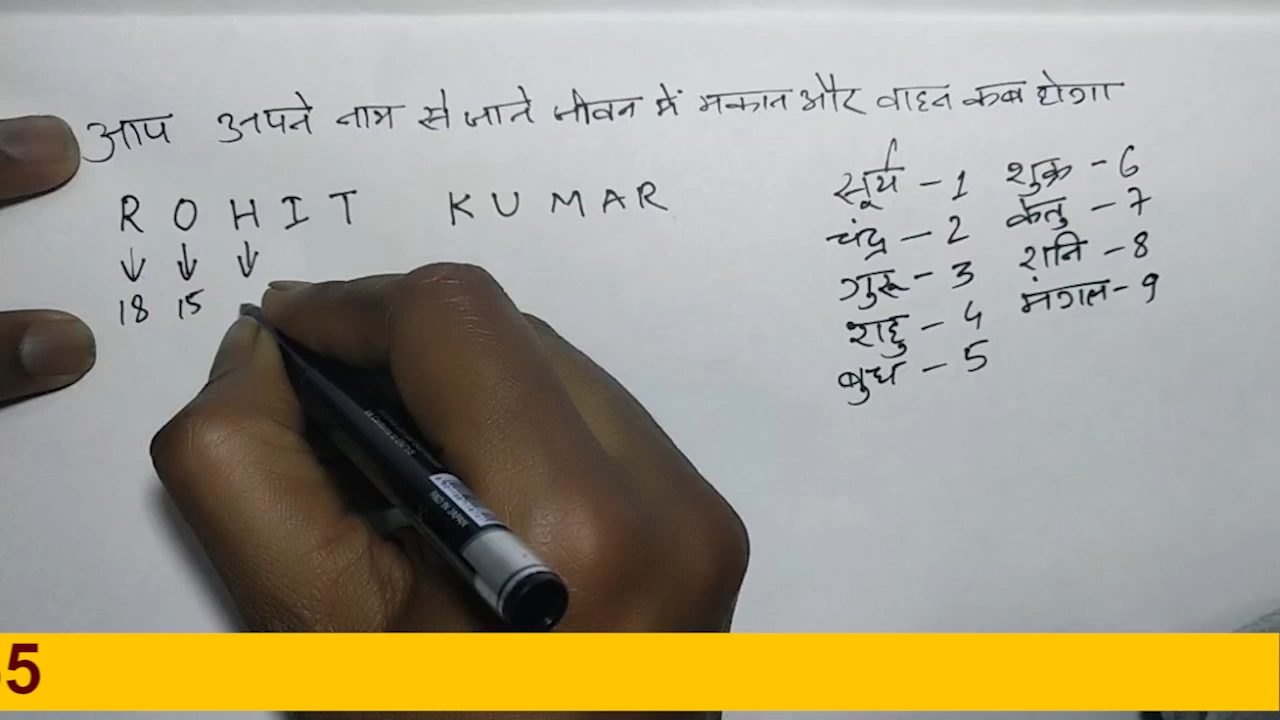 आप अपने नाम से जाने जीवन में मकान और वाहन कब होगा
R O H I T K U M A R
↓ ↓ ↓
18 15
सूर्य - 1
चंद्र - 2
गुरू - 3
राहु - 4
बुध - 5
शुक्र - 6
केतु - 7
शनि - 8
मंगल - 9
5